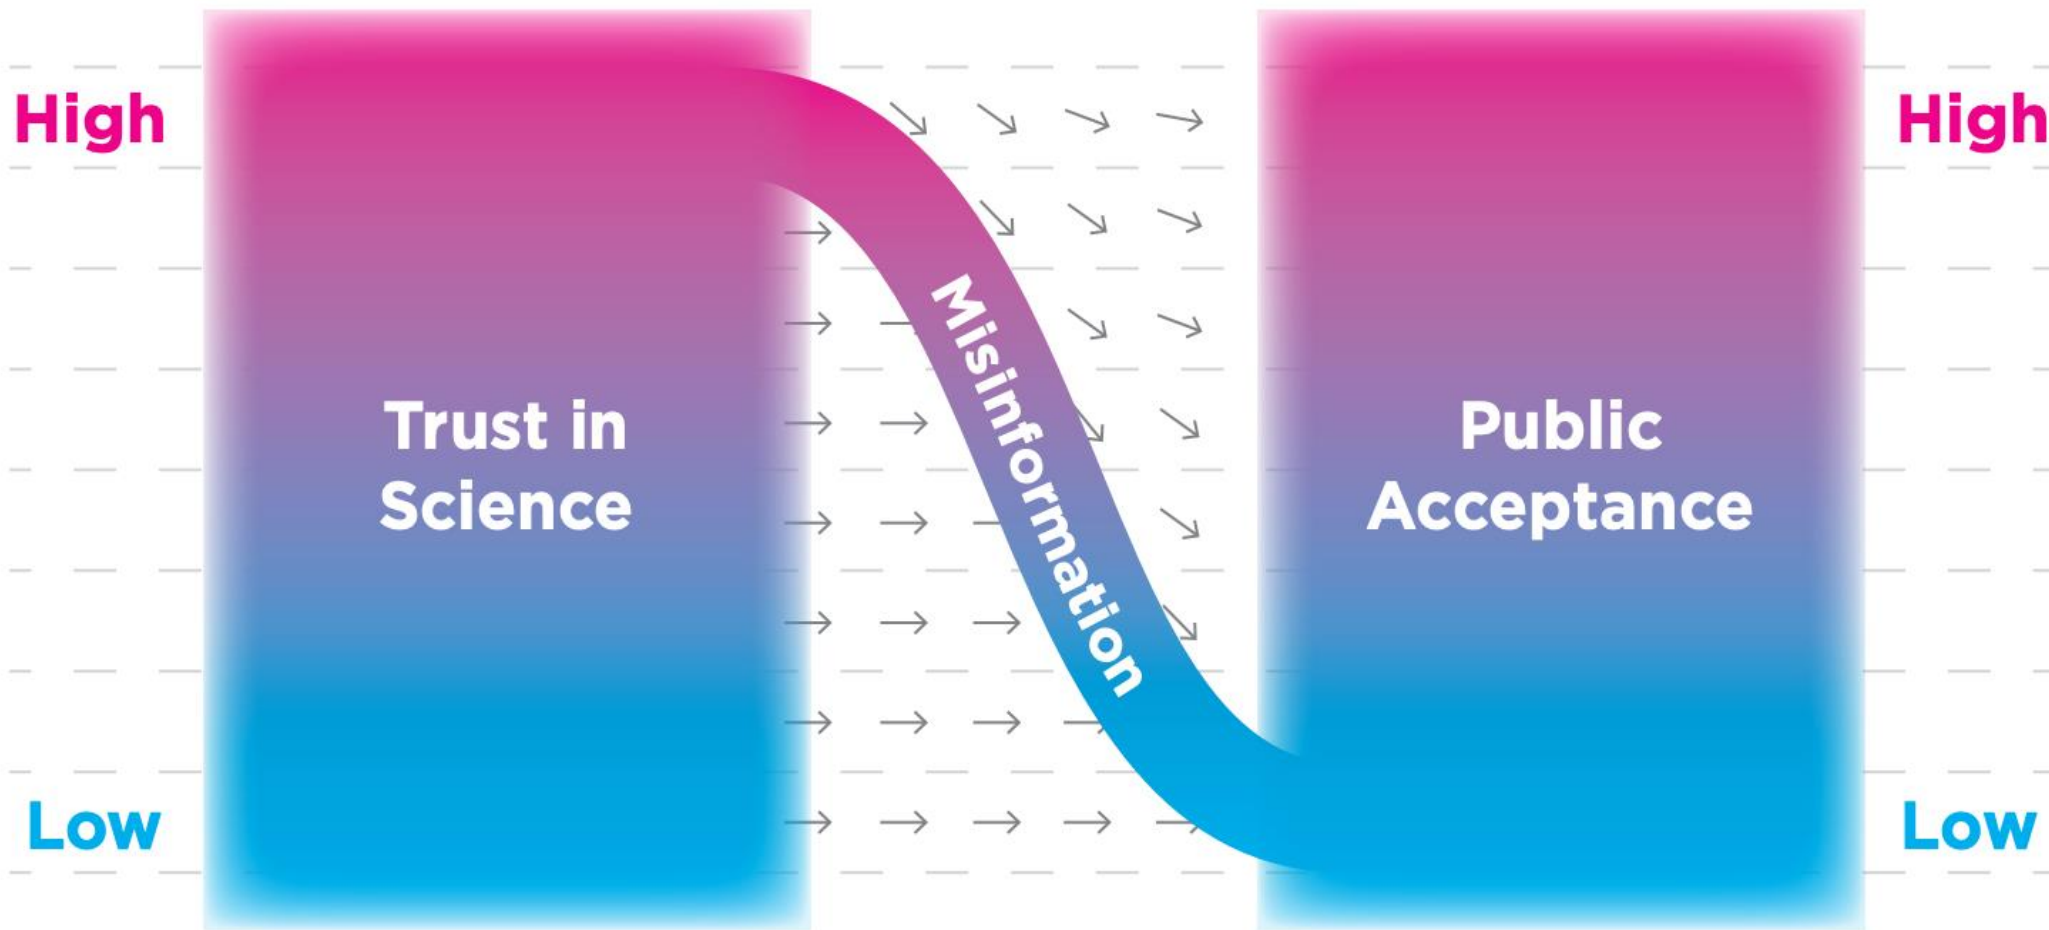 High
Trust in
Science
Low
Misinformation
Public
Acceptance
High
Low